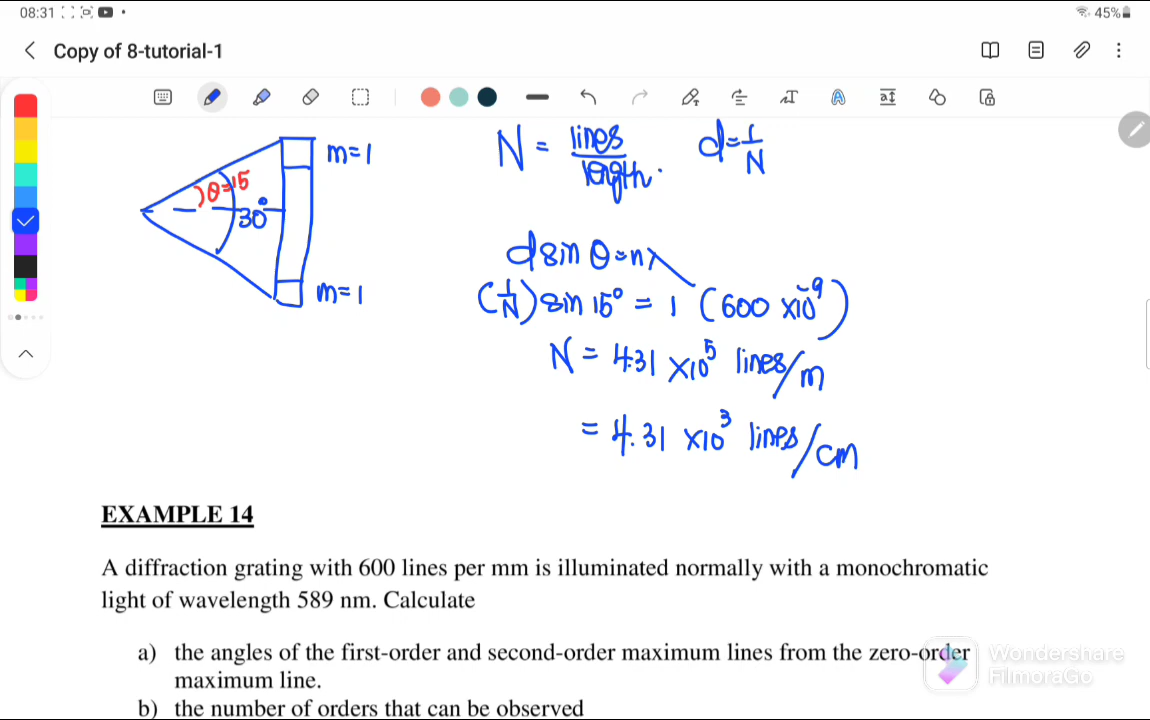 08:31
45%
Copy of 8-tutorial-1
m=1
N = lines/length.
d=1/N
θ=15
30°
m=1
d sin θ = nλ
(1/N) sin 15° = 1 (600 x10⁻⁹)
N = 4.31 x10⁵ lines/m
= 4.31 x10³ lines/cm
EXAMPLE 14
A diffraction grating with 600 lines per mm is illuminated normally with a monochromatic
light of wavelength 589 nm. Calculate
a) the angles of the first-order and second-order maximum lines from the zero-order
maximum line.
b) the number of orders that can be observed
Wondershare
FilmoraGo